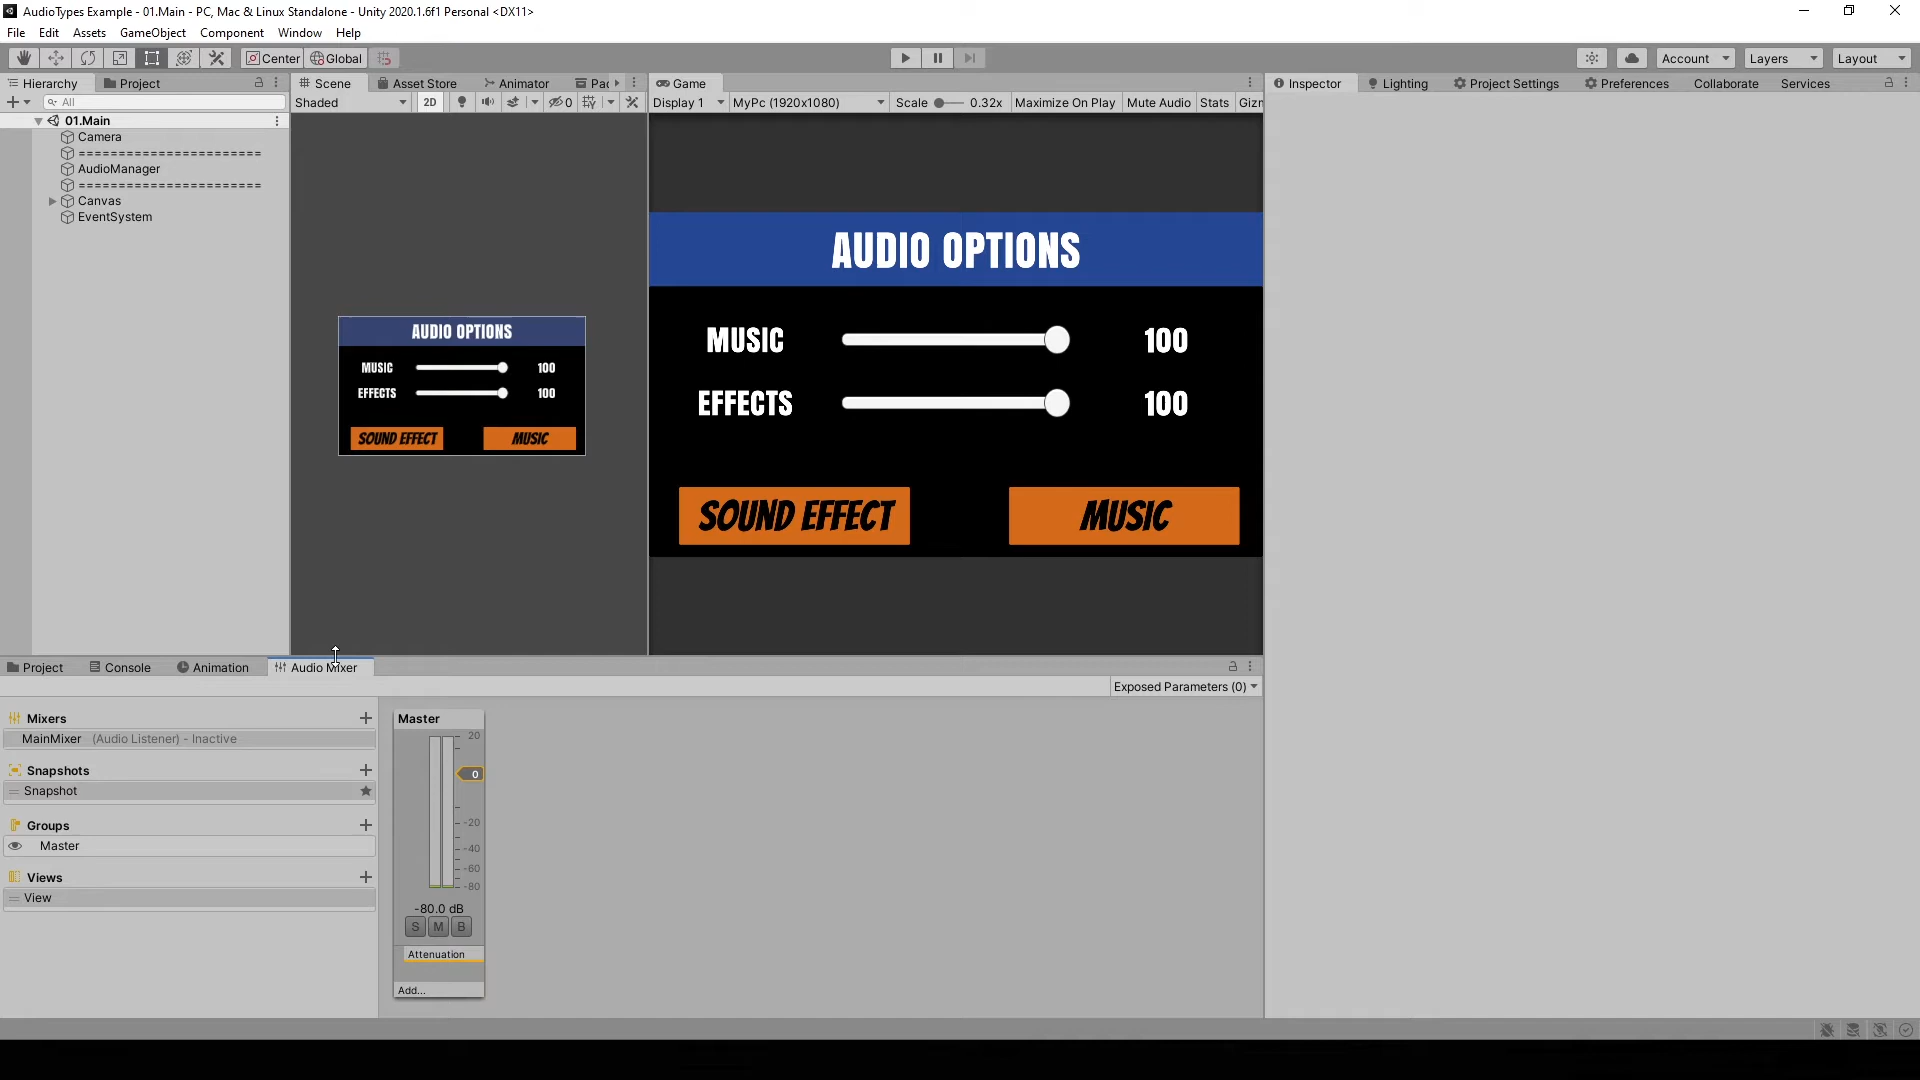 AudioTypes Example - 01.Main - PC, Mac & Linux Standalone - Unity 2020.1.6f1 Personal <DX11>
File Edit Assets GameObject Component Window Help
Center Global Account Layers Layout
Hierarchy Project Scene Asset Store Animator Pac Game Inspector Lighting Project Settings Preferences Collaborate Services
All Shaded 2D 0 Display 1 MyPc (1920x1080) Scale 0.32x Maximize On Play Mute Audio Stats Gizn
01.Main
Camera
=======================
AudioManager
=======================
Canvas
EventSystem
AUDIO OPTIONS
MUSIC 100
EFFECTS 100
SOUND EFFECT MUSIC
AUDIO OPTIONS
MUSIC 100
EFFECTS 100
SOUND EFFECT MUSIC
Project Console Animation Audio Mixer
Exposed Parameters (0)
Mixers
MainMixer (Audio Listener) - Inactive
Snapshots
Snapshot
Groups
Master
Views
View
Master
20
0
-20
-40
-60
-80
-80.0 dB
S M B
Attenuation
Add...